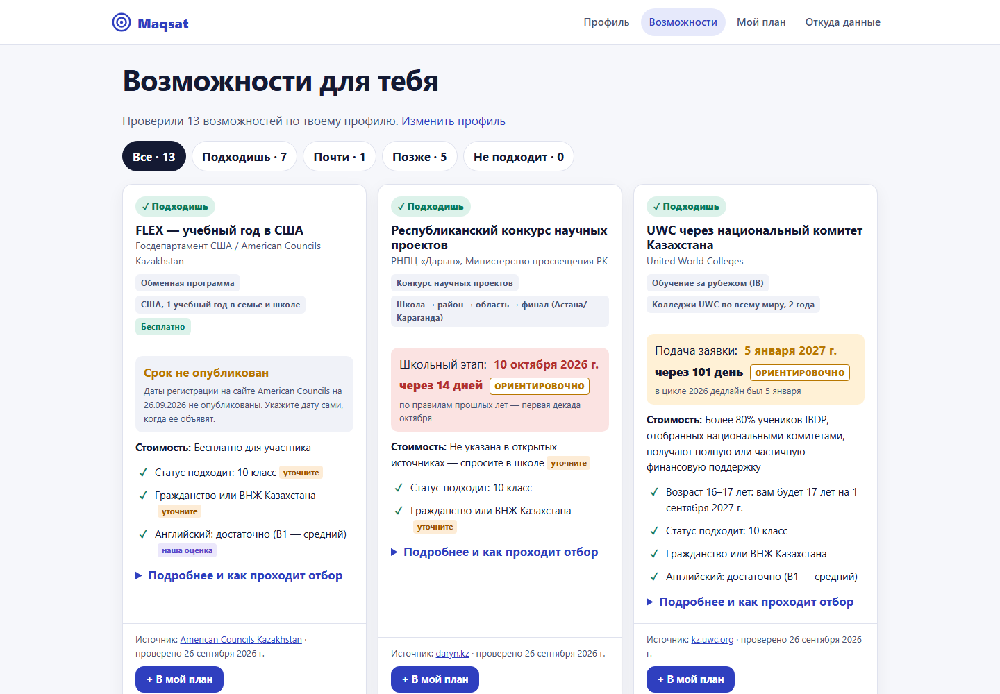 Maqsat
Профиль
Возможности
Мой план
Откуда данные
Возможности для тебя
Проверили 13 возможностей по твоему профилю. Изменить профиль
Все · 13
Подходишь · 7
Почти · 1
Позже · 5
Не подходит · 0
✓ Подходишь
FLEX — учебный год в США
Госдепартамент США / American Councils
Kazakhstan
Обменная программа
США, 1 учебный год в семье и школе
Бесплатно
Срок не опубликован
Даты регистрации на сайте American Councils на
26.09.2026 не опубликованы. Укажите дату сами,
когда её объявят.
Стоимость: Бесплатно для участника
✓ Статус подходит: 10 класс уточните
✓ Гражданство или ВНЖ Казахстана
уточните
✓ Английский: достаточно (B1 — средний)
наша оценка
▶ Подробнее и как проходит отбор
Источник: American Councils Kazakhstan ·
проверено 26 сентября 2026 г.
+ В мой план
✓ Подходишь
Республиканский конкурс научных
проектов
РНПЦ «Дарын», Министерство просвещения РК
Конкурс научных проектов
Школа → район → область → финал (Астана/
Караганда)
Школьный этап: 10 октября 2026 г.
через 14 дней ОРИЕНТИРОВОЧНО
по правилам прошлых лет — первая декада
октября
Стоимость: Не указана в открытых
источниках — спросите в школе уточните
✓ Статус подходит: 10 класс
✓ Гражданство или ВНЖ Казахстана
уточните
▶ Подробнее и как проходит отбор
Источник: daryn.kz · проверено 26 сентября 2026 г.
+ В мой план
✓ Подходишь
UWC через национальный комитет
Казахстана
United World Colleges
Обучение за рубежом (IB)
Колледжи UWC по всему миру, 2 года
Подача заявки: 5 января 2027 г.
через 101 день ОРИЕНТИРОВОЧНО
в цикле 2026 дедлайн был 5 января
Стоимость: Более 80% учеников IBDP,
отобранных национальными комитетами,
получают полную или частичную
финансовую поддержку
✓ Возраст 16–17 лет: вам будет 17 лет на 1
сентября 2027 г.
✓ Статус подходит: 10 класс
✓ Гражданство или ВНЖ Казахстана
✓ Английский: достаточно (B1 — средний)
▶ Подробнее и как проходит отбор
Источник: kz.uwc.org · проверено 26 сентября 2026
г.
+ В мой план